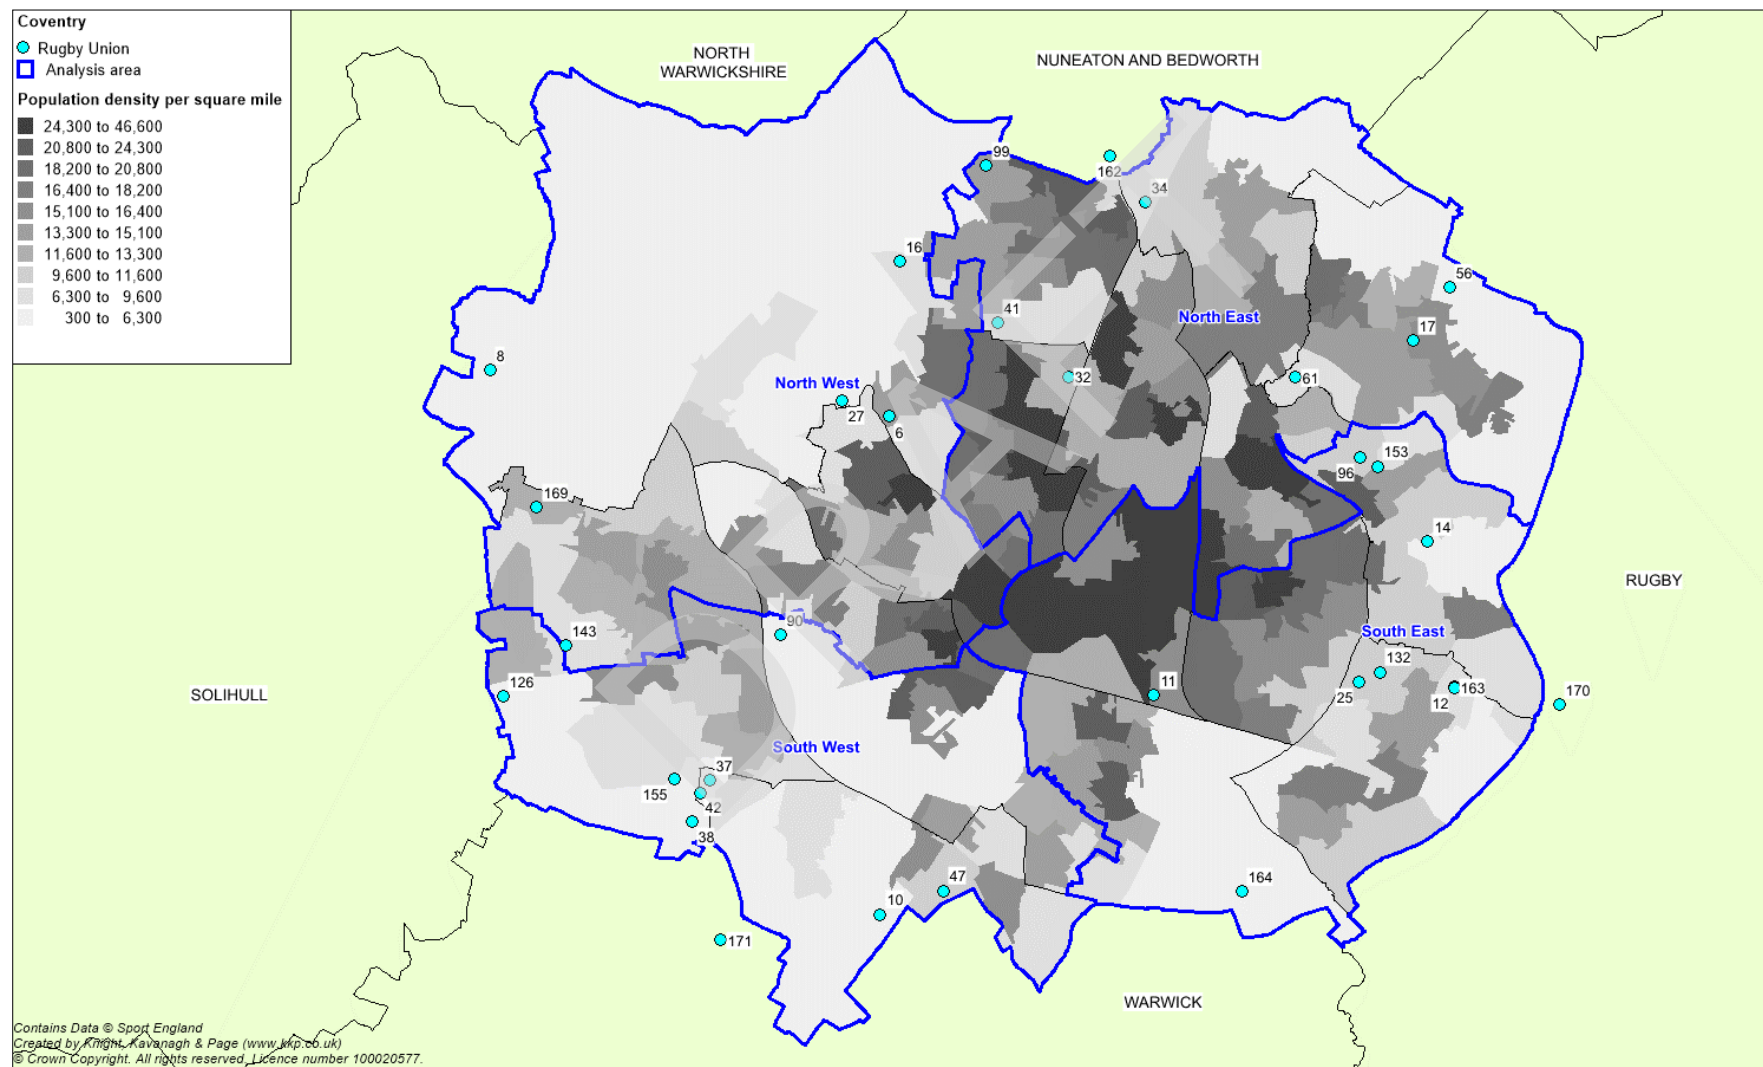 Coventry
Rugby Union
Analysis area
Population density per square mile
24,300 to 46,600
20,800 to 24,300
18,200 to 20,800
16,400 to 18,200
15,100 to 16,400
13,300 to 15,100
11,600 to 13,300
9,600 to 11,600
6,300 to 9,600
300 to 6,300
NORTH
WARWICKSHIRE
NUNEATON AND BEDWORTH
99
162
34
16
56
41
North East
17
8
North West
32
61
27
6
153
96
169
14
RUGBY
90
143
South East
132
126
11
25
12
163
170
SOLIHULL
South West
37
155
42
38
47
164
10
171
WARWICK
Contains Data © Sport England
Created by Knight, Kavanagh & Page (www.kkp.co.uk)
© Crown Copyright. All rights reserved. Licence number 100020577.